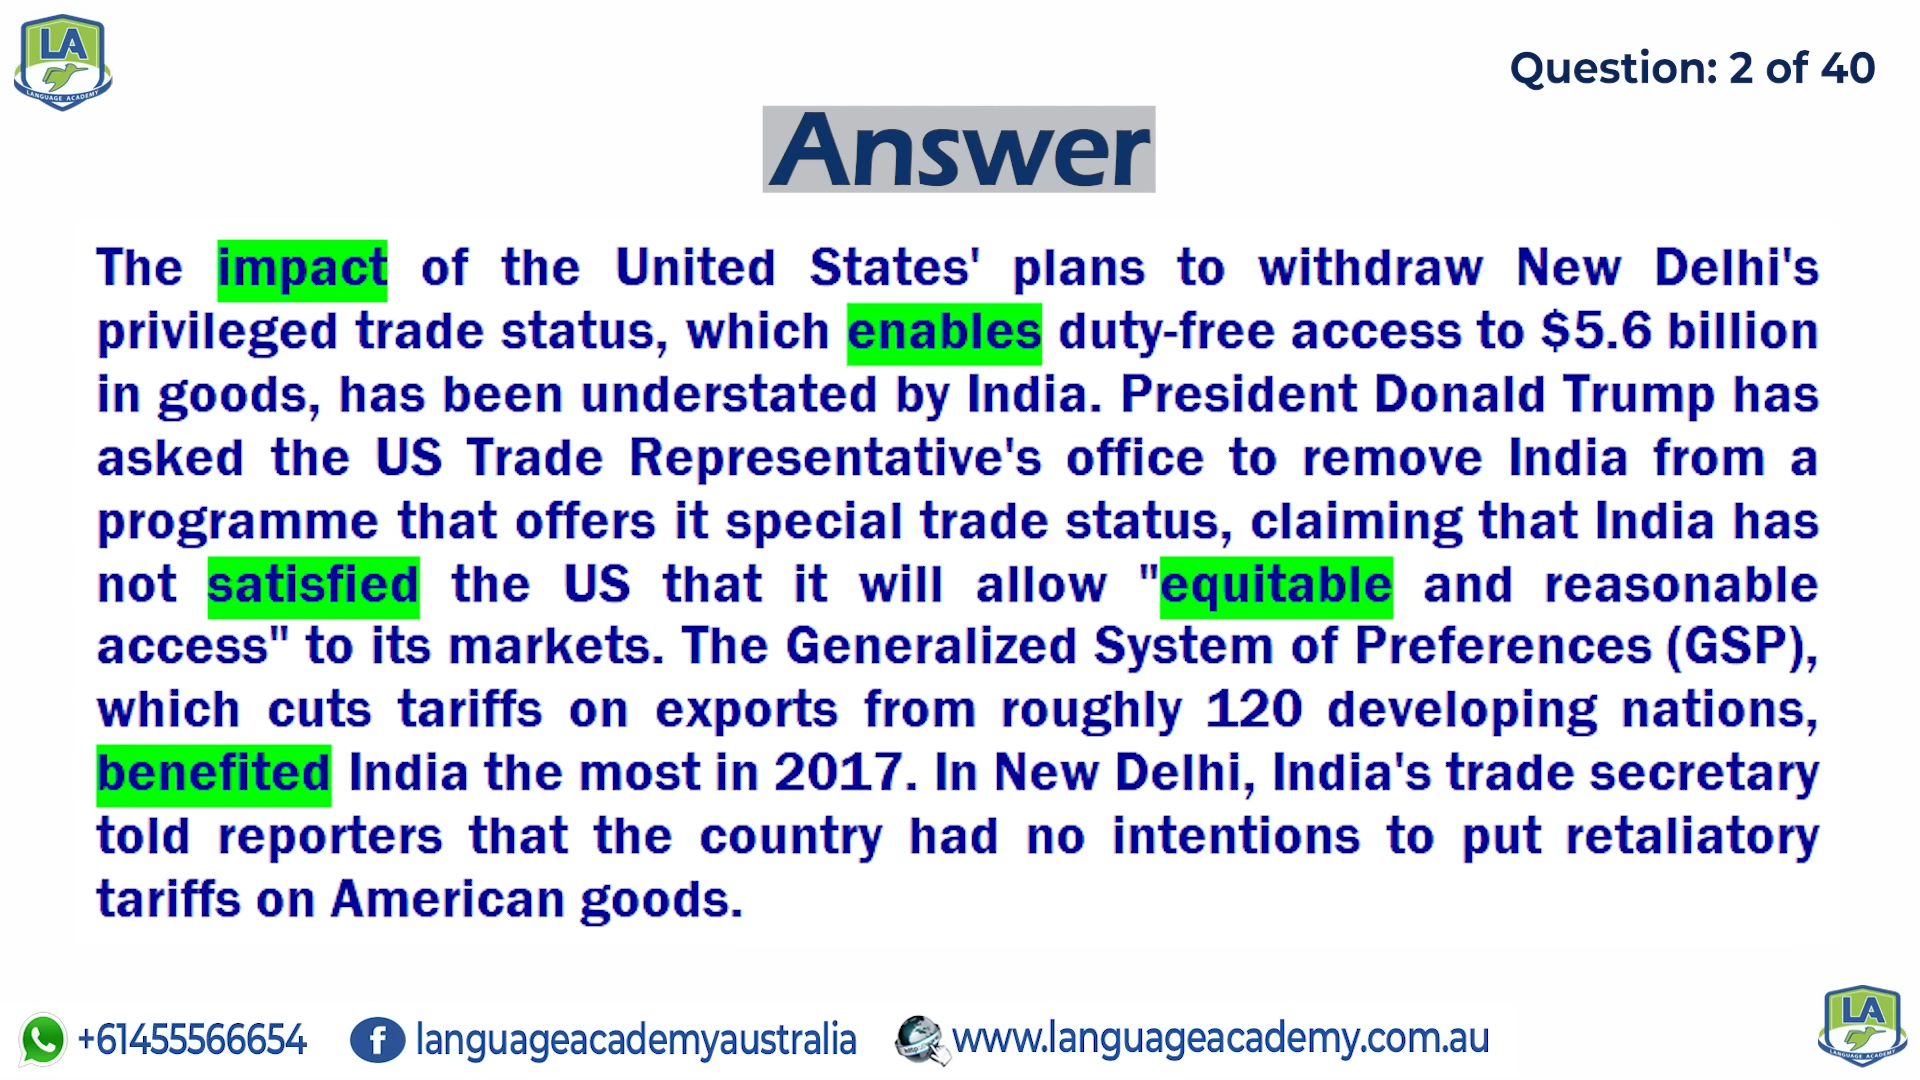 LA
LANGUAGE ACADEMY
Question: 2 of 40
Answer
The impact of the United States' plans to withdraw New Delhi's
privileged trade status, which enables duty-free access to $5.6 billion
in goods, has been understated by India. President Donald Trump has
asked the US Trade Representative's office to remove India from a
programme that offers it special trade status, claiming that India has
not satisfied the US that it will allow "equitable and reasonable
access" to its markets. The Generalized System of Preferences (GSP),
which cuts tariffs on exports from roughly 120 developing nations,
benefited India the most in 2017. In New Delhi, India's trade secretary
told reporters that the country had no intentions to put retaliatory
tariffs on American goods.
+61455566654
f languageacademyaustralia
http:// www.languageacademy.com.au
LA
LANGUAGE ACADEMY